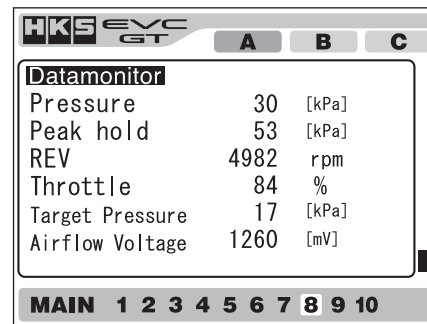 HKS EVC GT A B C
Datamonitor
Pressure 30 [kPa]
Peak hold 53 [kPa]
REV 4982 rpm
Throttle 84 %
Target Pressure 17 [kPa]
Airflow Voltage 1260 [mV]
MAIN 1 2 3 4 5 6 7 8 9 10